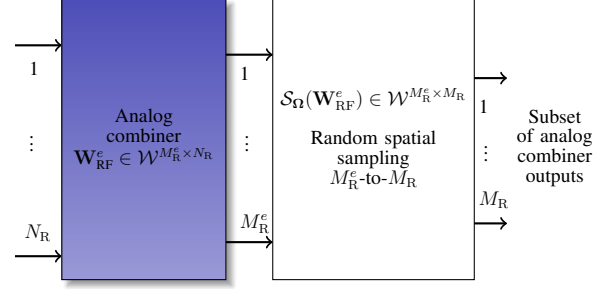 1
⋮
N_R
Analog
combiner
W^e_RF ∈ 𝒲^{M^e_R × N_R}
1
⋮
M^e_R
𝒮_Ω(W^e_RF) ∈ 𝒲^{M^e_R × M_R}
Random spatial
sampling
M^e_R-to-M_R
1
⋮
M_R
Subset
of analog
combiner
outputs